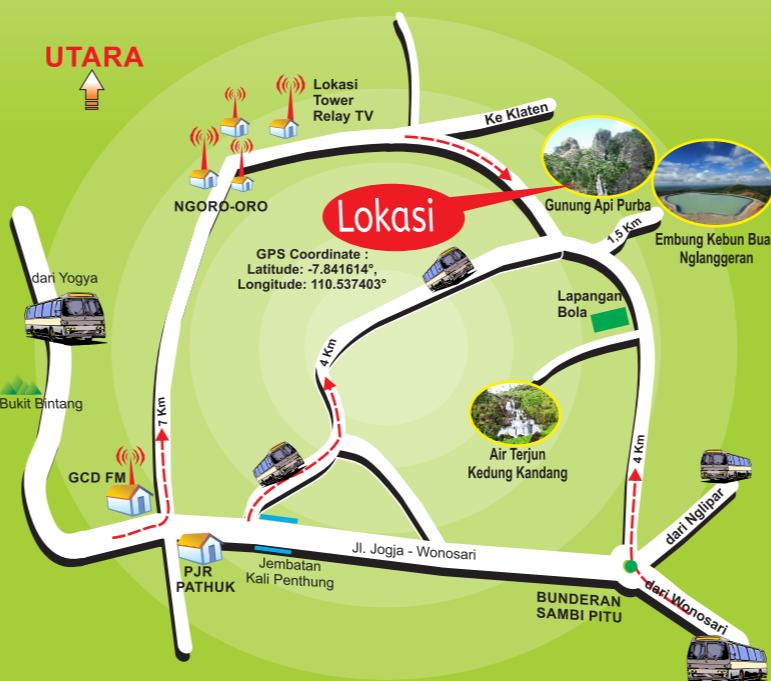 UTARA
Lokasi
Tower
Relay TV
Ke Klaten
NGORO-ORO
Lokasi
Gunung Api Purba
1,5 Km
Embung Kebun Bua
Nglanggeran
GPS Coordinate :
Latitude: -7.841614°,
Longitude: 110.537403°
dari Yogya
Lapangan
Bola
4 Km
Bukit Bintang
7 Km
Air Terjun
Kedung Kandang
4 Km
GCD FM
dari Nglipar
Jl. Jogja - Wonosari
PJR
PATHUK
Jembatan
Kali Penthung
BUNDERAN
SAMBI PITU
dari Wonosari